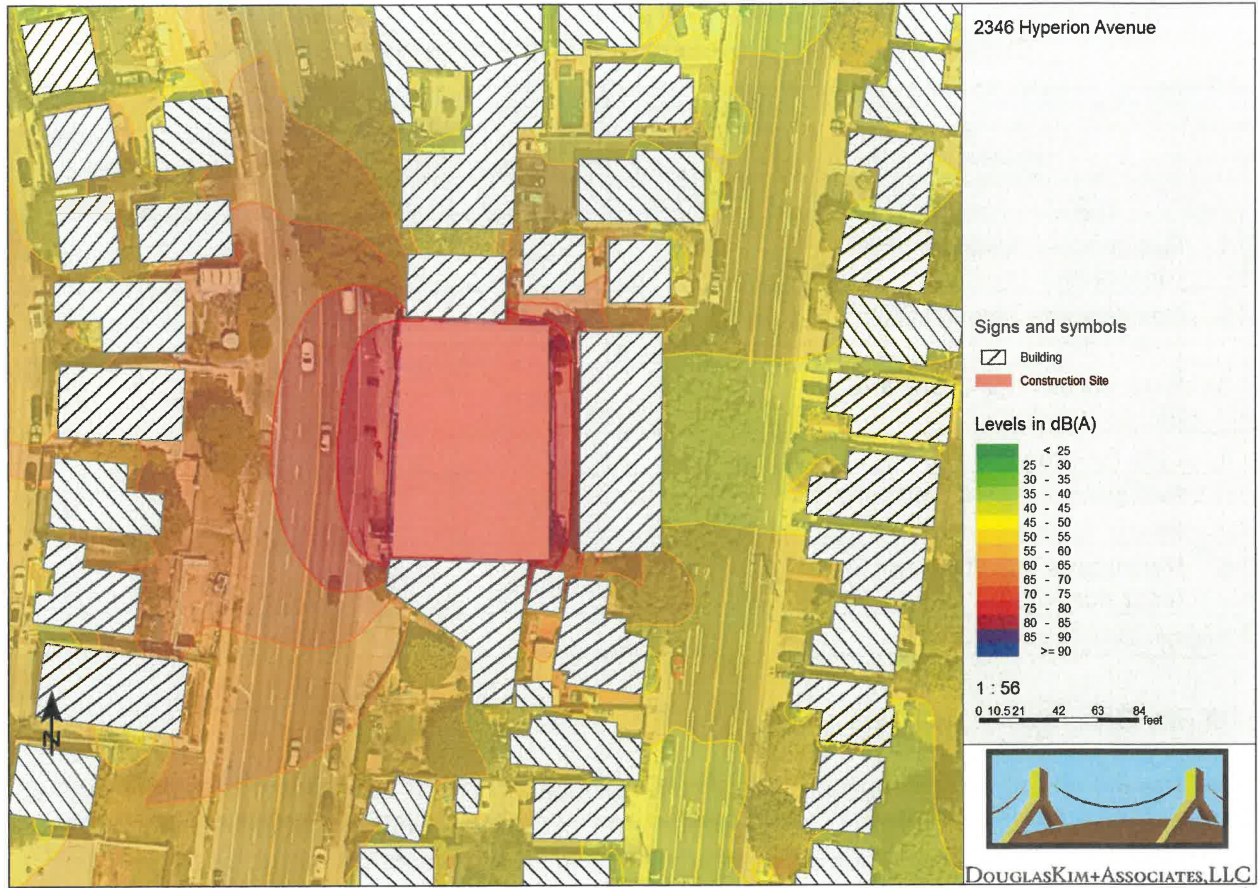 2346 Hyperion Avenue
Signs and symbols
Building
Construction Site
Levels in dB(A)
< 25
25 - 30
30 - 35
35 - 40
40 - 45
45 - 50
50 - 55
55 - 60
60 - 65
65 - 70
70 - 75
75 - 80
80 - 85
85 - 90
>= 90
1 : 56
0 10.5 21 42 63 84
feet
N
DOUGLASKIM+ASSOCIATES,LLC